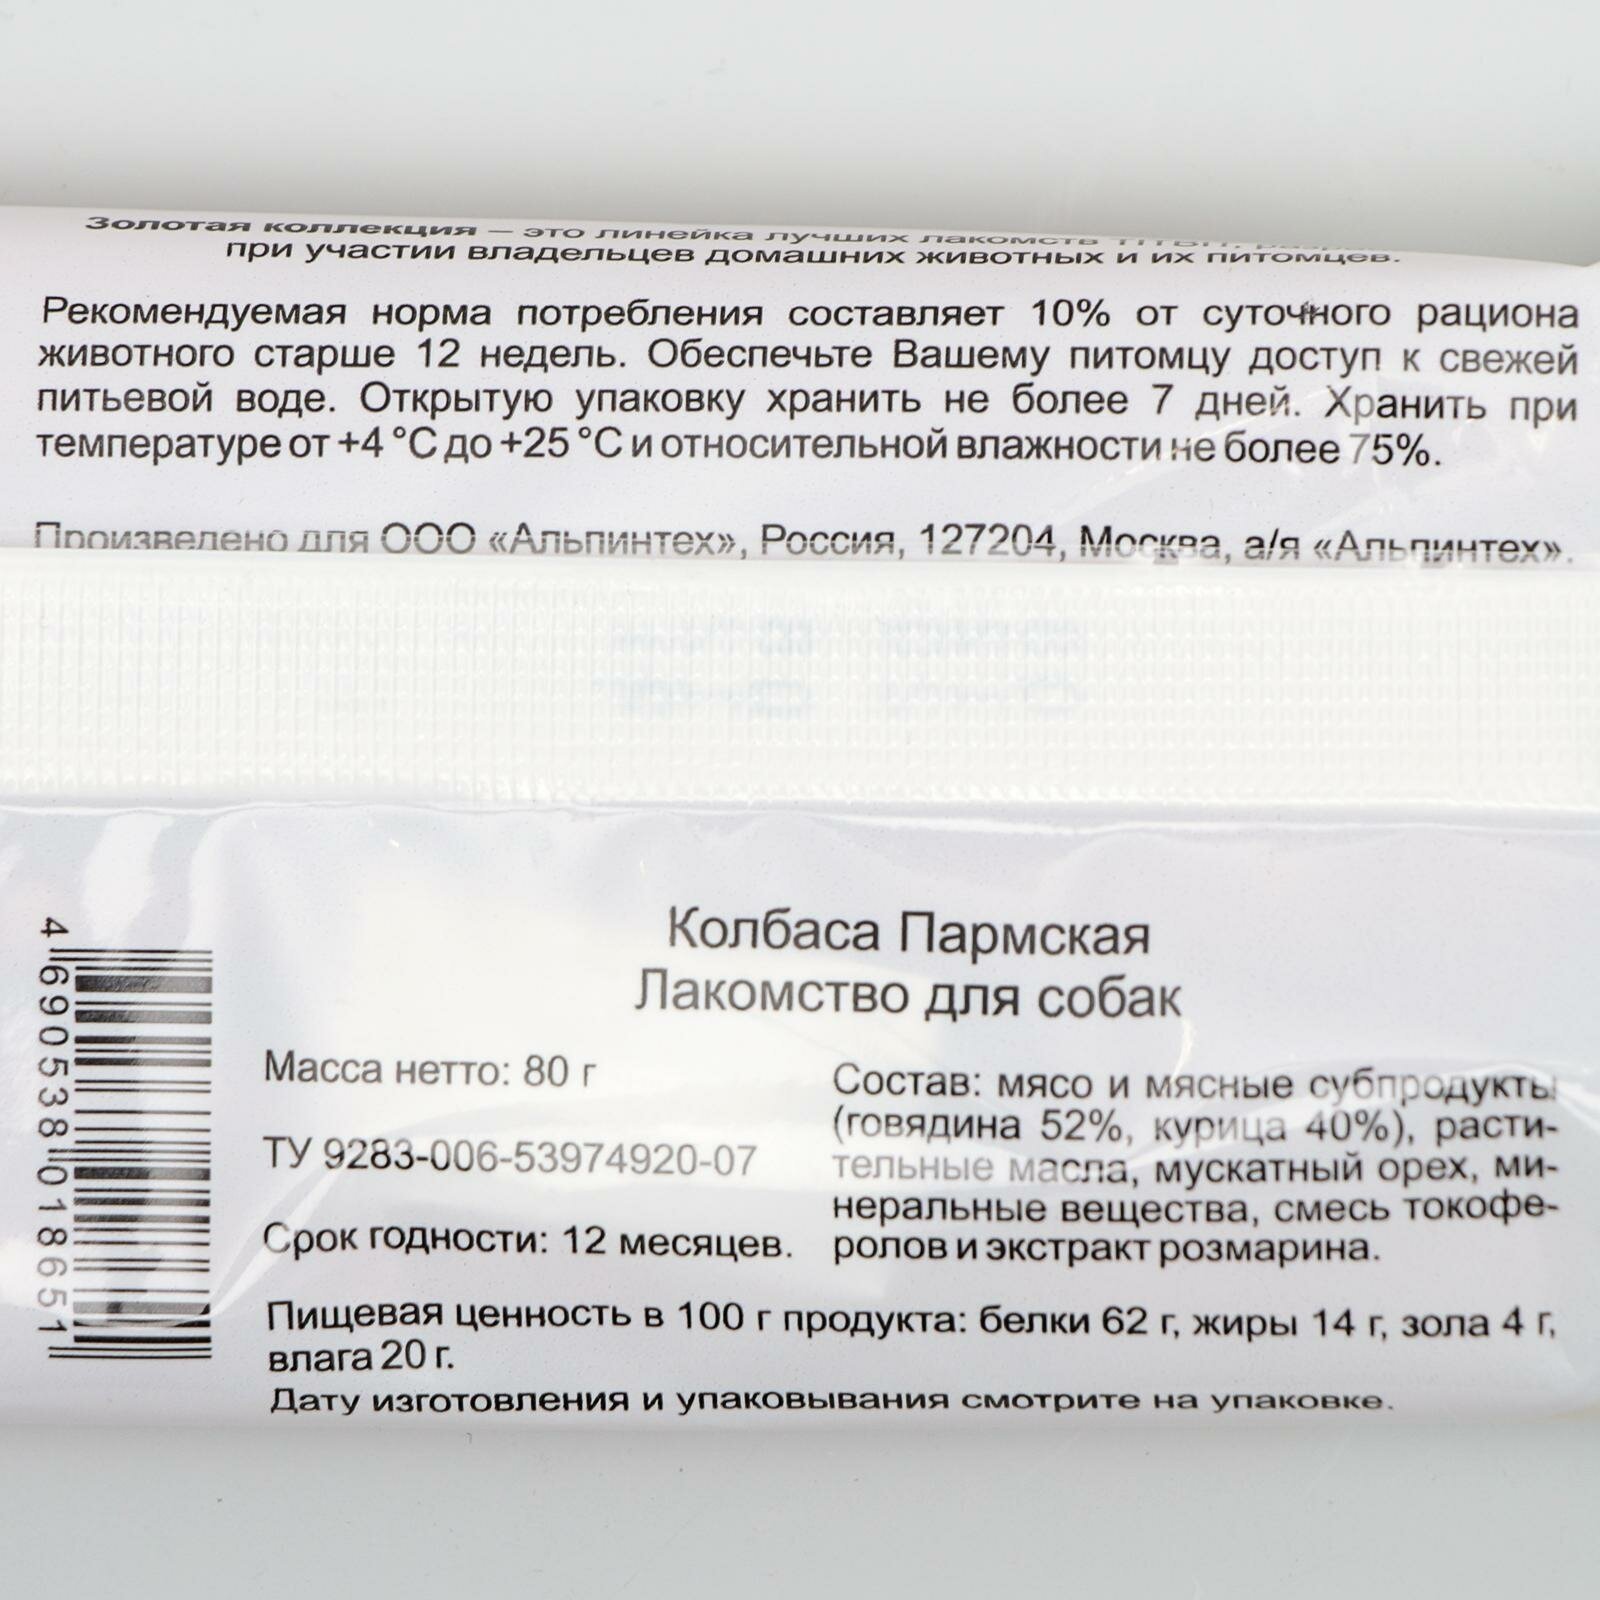 Золотая коллекция – это линейка лучших лакомств
при участии владельцев домашних животных и их питомцев.
Рекомендуемая норма потребления составляет 10% от суточного рациона
животного старше 12 недель. Обеспечьте Вашему питомцу доступ к свежей
питьевой воде. Открытую упаковку хранить не более 7 дней. Хранить при
температуре от +4 °С до +25 °С и относительной влажности не более 75%.
Произведено для ООО «Альпинтех», Россия, 127204, Москва, а/я «Альпинтех».
Колбаса Пармская
Лакомство для собак
Масса нетто: 80 г
ТУ 9283-006-53974920-07
Срок годности: 12 месяцев.
Состав: мясо и мясные субпродукты
(говядина 52%, курица 40%), расти-
тельные масла, мускатный орех, ми-
неральные вещества, смесь токофе-
ролов и экстракт розмарина.
Пищевая ценность в 100 г продукта: белки 62 г, жиры 14 г, зола 4 г,
влага 20 г.
Дату изготовления и упаковывания смотрите на упаковке.
4 690538 018651